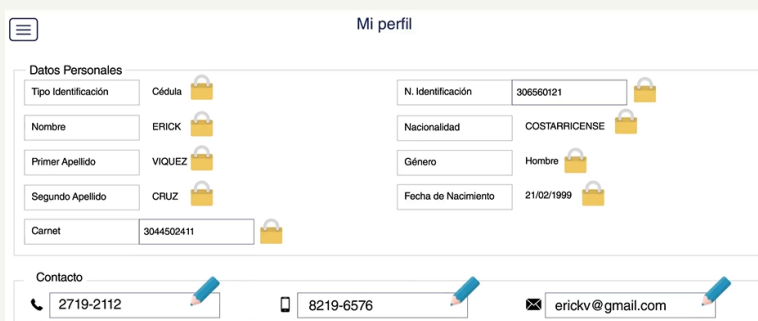 Mi perfil
Datos Personales
Tipo Identificación Cédula N. Identificación 306560121
Nombre ERICK Nacionalidad COSTARRICENSE
Primer Apellido VIQUEZ Género Hombre
Segundo Apellido CRUZ Fecha de Nacimiento 21/02/1999
Carnet 3044502411
Contacto
2719-2112 8219-6576 erickv@gmail.com